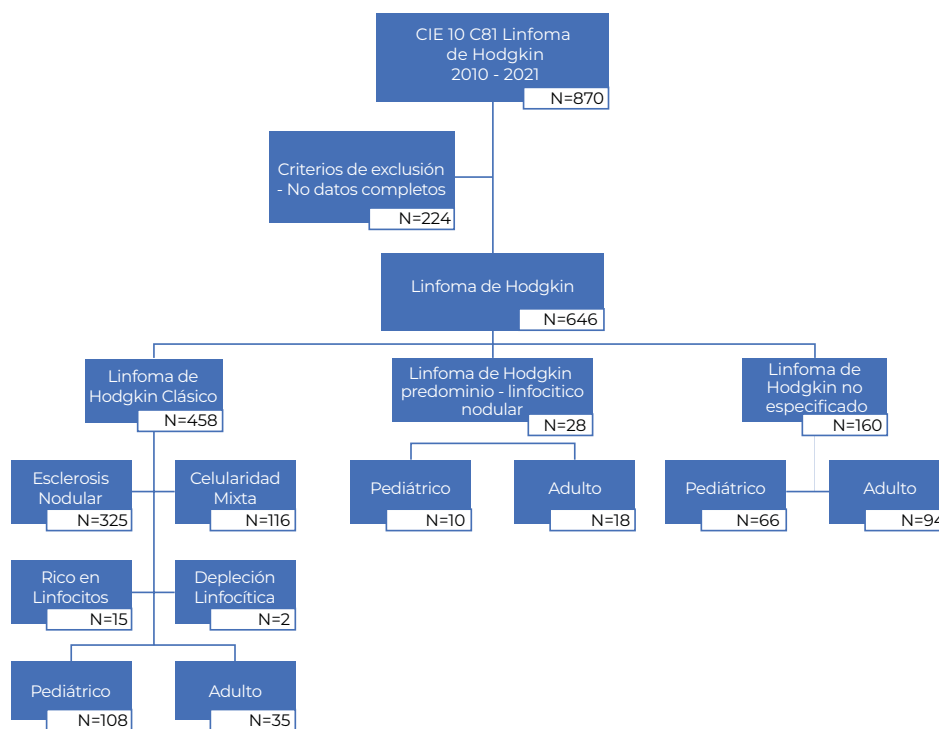 CIE 10 C81 Linfoma
de Hodgkin
2010 - 2021
N=870
Criterios de exclusión
- No datos completos
N=224
Linfoma de Hodgkin
N=646
Linfoma de
Hodgkin Clásico
N=458
Linfoma de Hodgkin
predominio - linfocitico
nodular
N=28
Linfoma de
Hodgkin no
especificado
N=160
Esclerosis
Nodular
N=325
Celularidad
Mixta
N=116
Pediátrico
N=10
Adulto
N=18
Pediátrico
N=66
Adulto
N=94
Rico en
Linfocitos
N=15
Depleción
Linfocítica
N=2
Pediátrico
N=108
Adulto
N=35